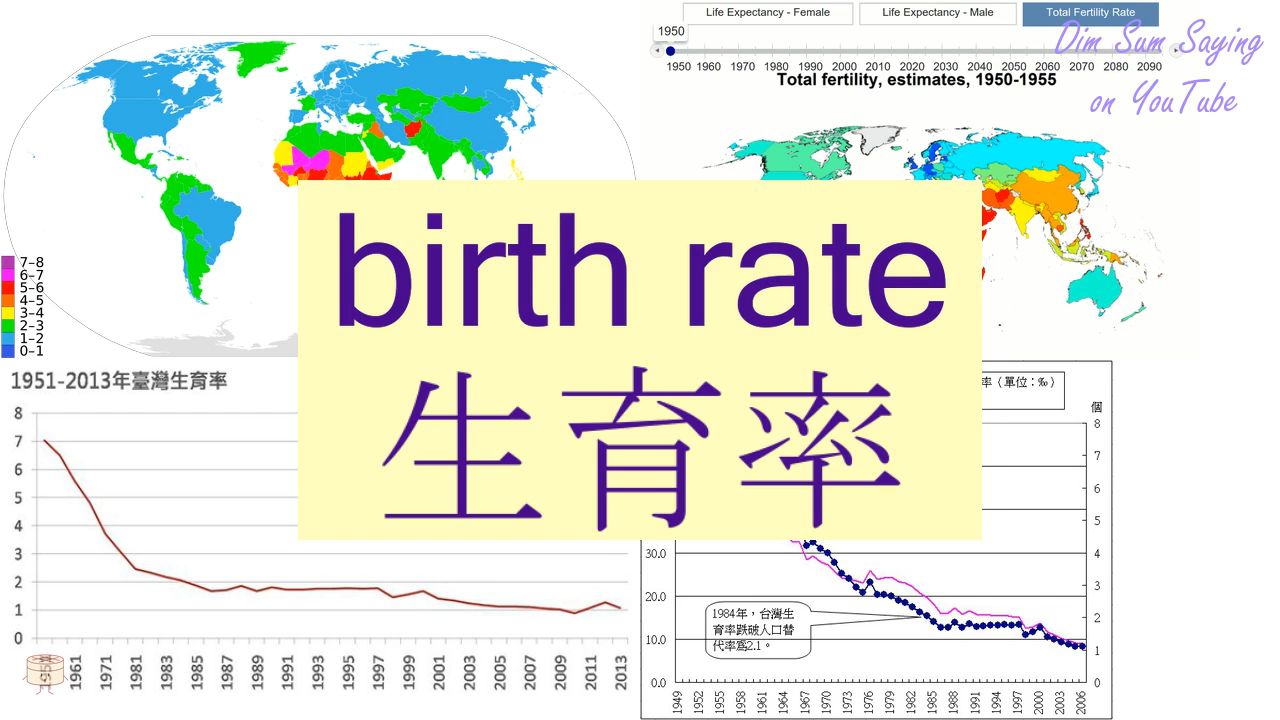 Life Expectancy - Female
Life Expectancy - Male
Total Fertility Rate
1950
1950 1960 1970 1980 1990 2000 2010 2020 2030 2040 2050 2060 2070 2080 2090
Total fertility, estimates, 1950-1955
Dim Sum Saying
on YouTube
birth rate
生育率
7–8
6–7
5–6
4–5
3–4
2–3
1–2
0–1
1951-2013年臺灣生育率
8
7
6
5
4
3
2
1
0
1961 1971 1981 1983 1985 1987 1989 1991 1993 1995 1997 1999 2001 2003 2005 2007 2009 2011 2013
率（單位：‰）
個
8
7
6
5
4
3
2
1
0
30.0
20.0
10.0
0.0
1984年，台灣生
育率跌破人口替
代率為2.1。
1949 1952 1955 1958 1961 1964 1967 1970 1973 1976 1979 1982 1985 1988 1991 1994 1997 2000 2003 2006